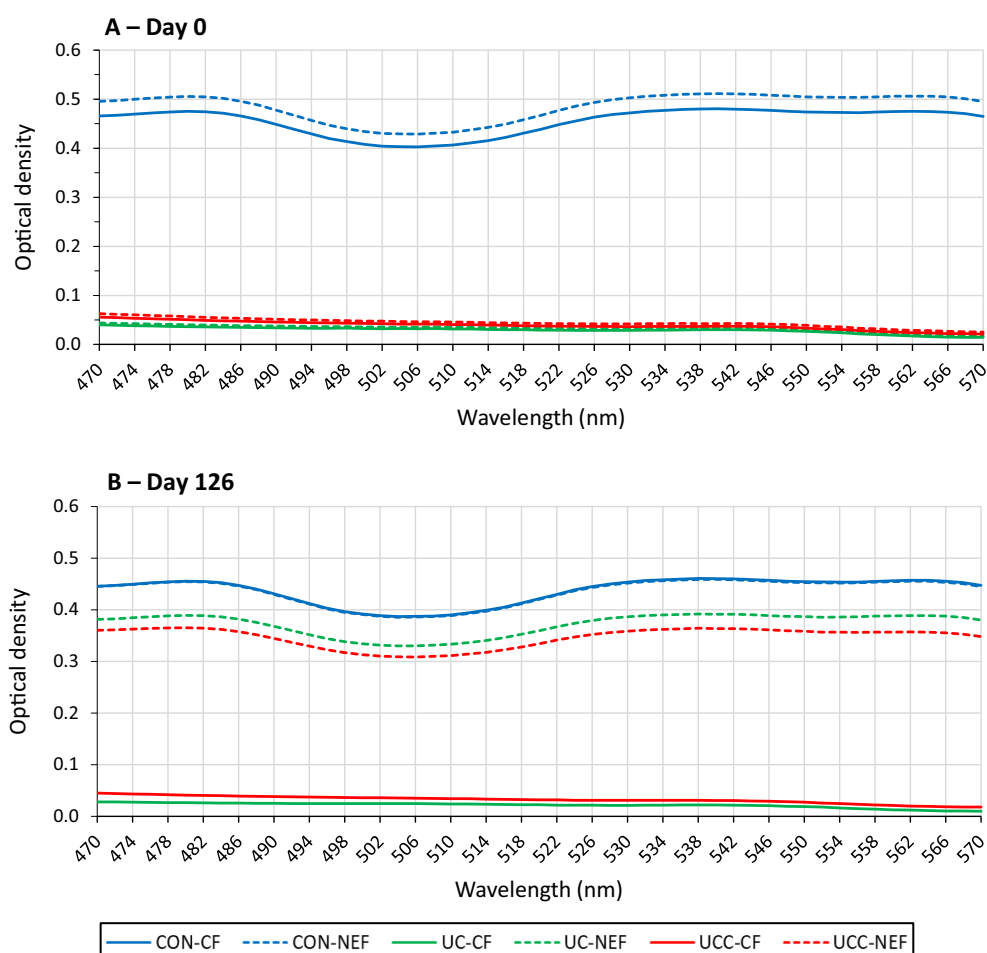 A – Day 0
0.6
0.5
0.4
0.3
0.2
0.1
0.0
Optical density
470 474 478 482 486 490 494 498 502 506 510 514 518 522 526 530 534 538 542 546 550 554 558 562 566 570
Wavelength (nm)
B – Day 126
0.6
0.5
0.4
0.3
0.2
0.1
0.0
Optical density
470 474 478 482 486 490 494 498 502 506 510 514 518 522 526 530 534 538 542 546 550 554 558 562 566 570
Wavelength (nm)
CON-CF CON-NEF UC-CF UC-NEF UCC-CF UCC-NEF